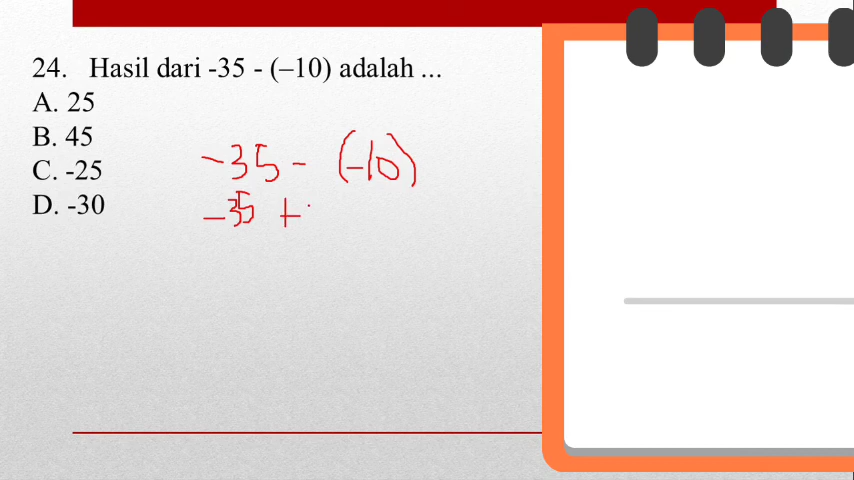 24. Hasil dari -35 - (–10) adalah ...
A. 25
B. 45
C. -25
D. -30
-35 - (-10)
-35 +